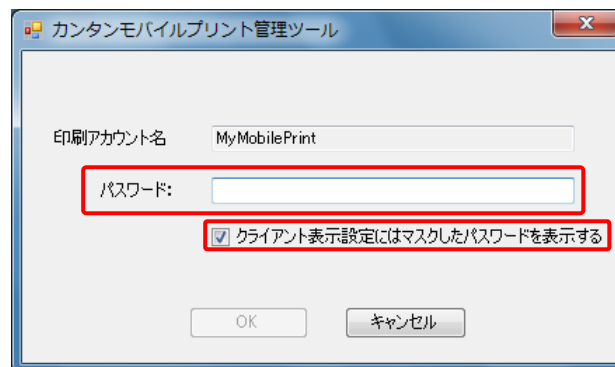 カンタンモバイルプリント管理ツール
印刷アカウント名 MyMobilePrint
パスワード:
クライアント表示設定にはマスクしたパスワードを表示する
OK キャンセル